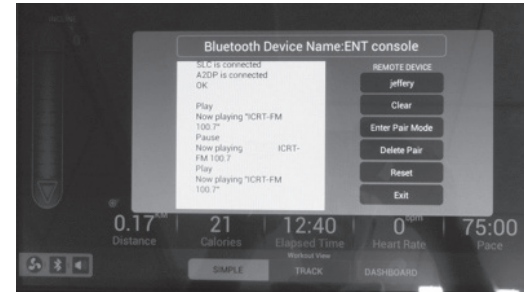 INCLINE
Bluetooth Device Name:ENT console
SLC is connected
A2DP is connected
OK
Play
Now playing "ICRT-FM
100.7"
Pause
Now playing ICRT-
FM 100.7
Play
Now playing "ICRT-FM
100.7"
REMOTE DEVICE
jeffery
Clear
Enter Pair Mode
Delete Pair
Reset
Exit
0.17 KM
Distance
21
Calories
12:40
Elapsed Time
0 bpm
Heart Rate
75:00
Pace
Workout View
SIMPLE
TRACK
DASHBOARD